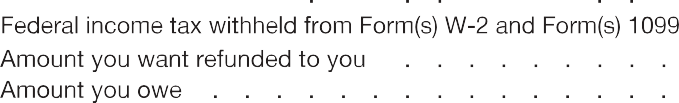 Federal income tax withheld from Form(s) W-2 and Form(s) 1099
Amount you want refunded to you . . . . . . . . .
Amount you owe . . . . . . . . . . . . . . .